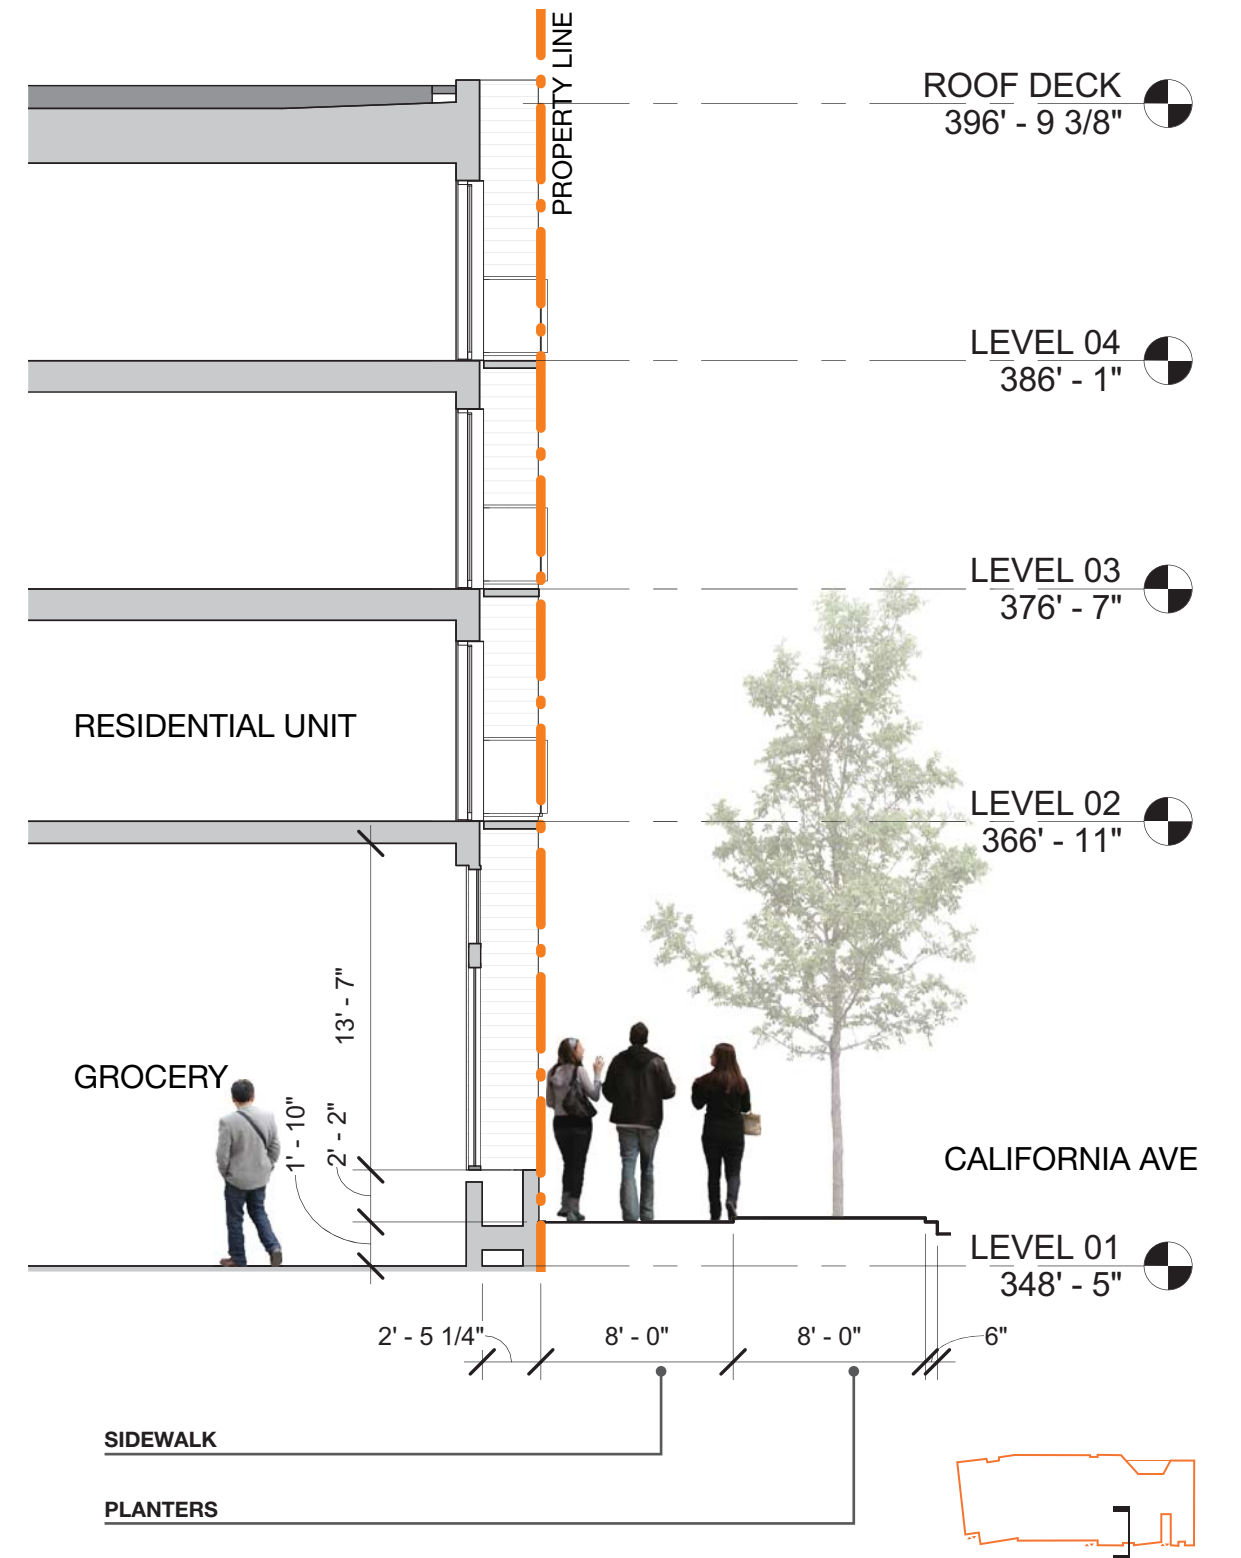 PROPERTY LINE
ROOF DECK
396' - 9 3/8"
LEVEL 04
386' - 1"
LEVEL 03
376' - 7"
RESIDENTIAL UNIT
LEVEL 02
366' - 11"
13' - 7"
GROCERY
1' - 10"
2' - 2"
CALIFORNIA AVE
LEVEL 01
348' - 5"
2' - 5 1/4"
8' - 0"
8' - 0"
6"
SIDEWALK
PLANTERS